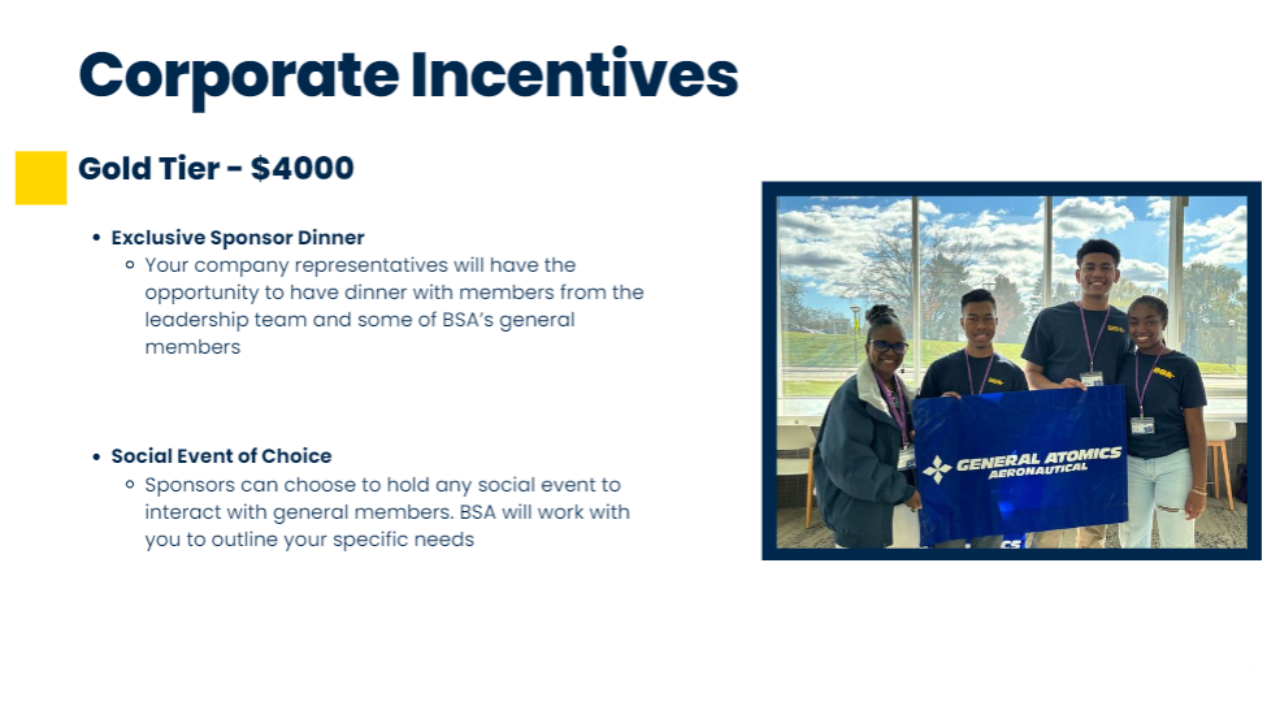 Corporate Incentives
Gold Tier - $4000
Exclusive Sponsor Dinner
Your company representatives will have the
opportunity to have dinner with members from the
leadership team and some of BSA's general
members
Social Event of Choice
Sponsors can choose to hold any social event to
interact with general members. BSA will work with
you to outline your specific needs
GENERAL ATOMICS
AERONAUTICAL
CS